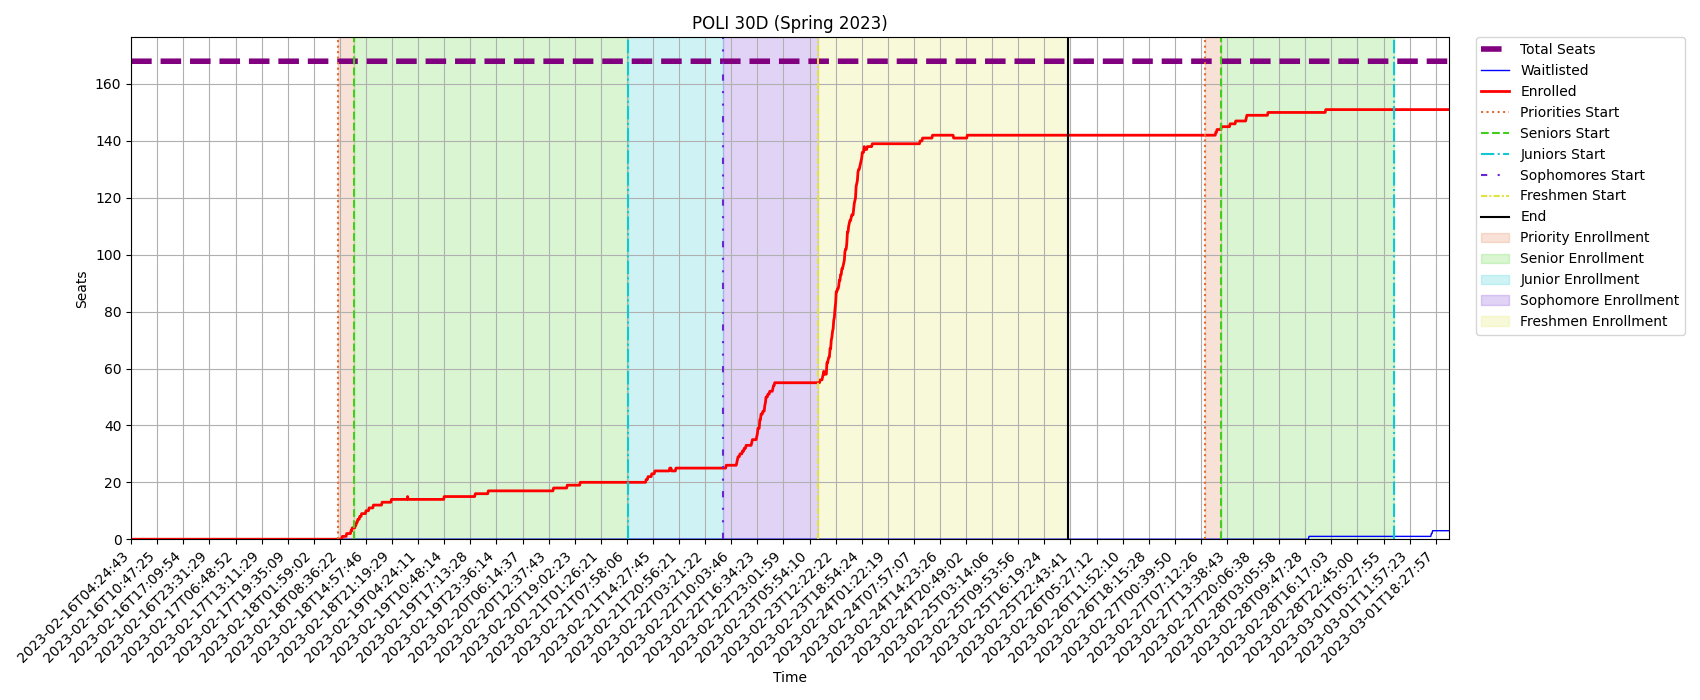 POLI 30D (Spring 2023)
Seats
160
140
120
100
80
60
40
20
0
2023-02-16T04:24:43
2023-02-16T10:47:25
2023-02-16T17:09:54
2023-02-16T23:31:29
2023-02-17T06:48:52
2023-02-17T13:11:29
2023-02-17T19:35:09
2023-02-18T01:59:02
2023-02-18T08:36:22
2023-02-18T14:57:46
2023-02-18T21:19:29
2023-02-19T04:24:11
2023-02-19T10:48:14
2023-02-19T17:13:28
2023-02-19T23:36:14
2023-02-20T06:14:37
2023-02-20T12:37:43
2023-02-20T19:02:23
2023-02-21T01:26:21
2023-02-21T07:58:06
2023-02-21T14:27:45
2023-02-21T20:56:21
2023-02-22T03:21:22
2023-02-22T10:03:46
2023-02-22T16:34:23
2023-02-22T23:01:59
2023-02-23T05:54:10
2023-02-23T12:22:22
2023-02-23T18:54:24
2023-02-24T01:22:19
2023-02-24T07:57:07
2023-02-24T14:23:26
2023-02-24T20:49:02
2023-02-25T03:14:06
2023-02-25T09:53:56
2023-02-25T16:19:24
2023-02-25T22:43:41
2023-02-26T05:27:12
2023-02-26T11:52:10
2023-02-26T18:15:28
2023-02-27T00:39:50
2023-02-27T07:12:26
2023-02-27T13:38:43
2023-02-27T20:06:38
2023-02-28T03:05:58
2023-02-28T09:47:28
2023-02-28T16:17:03
2023-02-28T22:45:00
2023-03-01T05:27:55
2023-03-01T11:57:23
2023-03-01T18:27:57
Time
Total Seats
Waitlisted
Enrolled
Priorities Start
Seniors Start
Juniors Start
Sophomores Start
Freshmen Start
End
Priority Enrollment
Senior Enrollment
Junior Enrollment
Sophomore Enrollment
Freshmen Enrollment